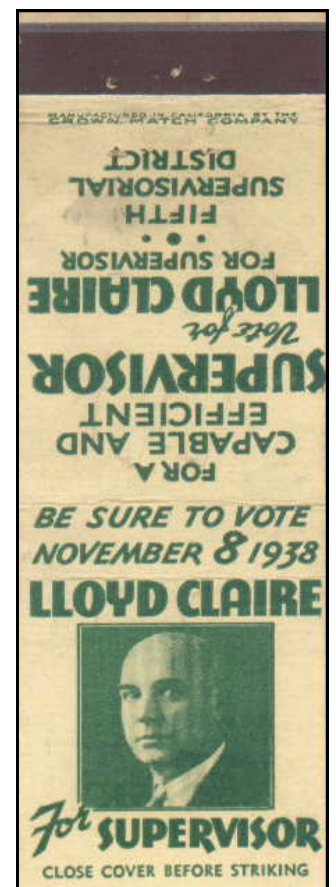 MANUFACTURED IN CALIFORNIA BY THE
CROWN MATCH COMPANY
FOR A
CAPABLE AND
EFFICIENT
SUPERVISOR
Vote for
LLOYD CLAIRE
FOR SUPERVISOR
FIFTH
SUPERVISORIAL
DISTRICT
BE SURE TO VOTE
NOVEMBER 8 1938
LLOYD CLAIRE
For SUPERVISOR
CLOSE COVER BEFORE STRIKING